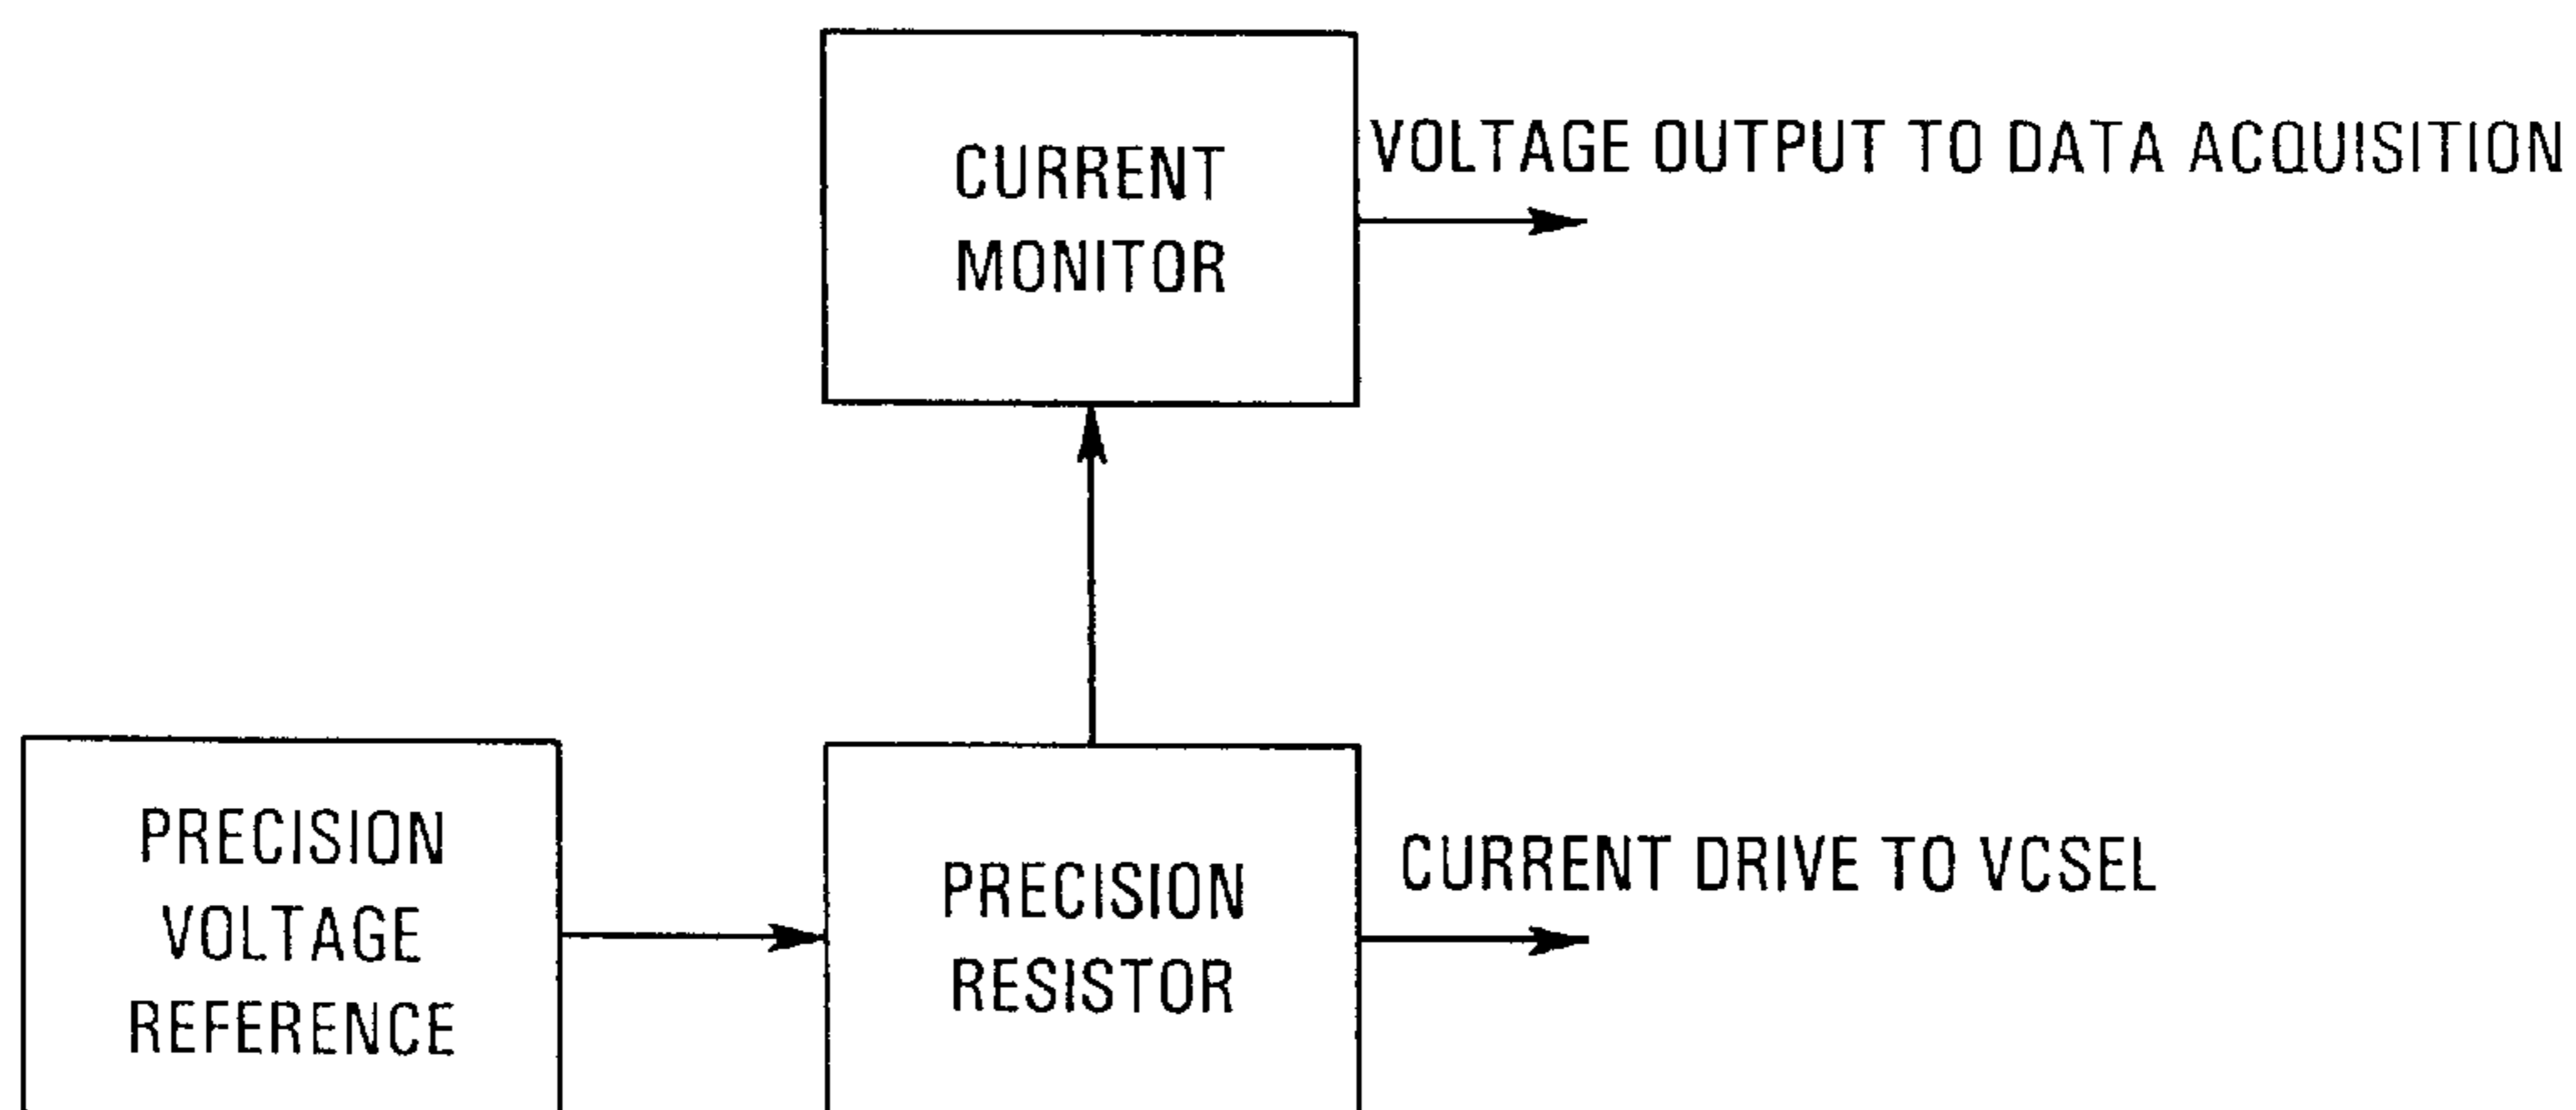 CURRENT
MONITOR
VOLTAGE OUTPUT TO DATA ACQUISITION
PRECISION
VOLTAGE
REFERENCE
PRECISION
RESISTOR
CURRENT DRIVE TO VCSEL